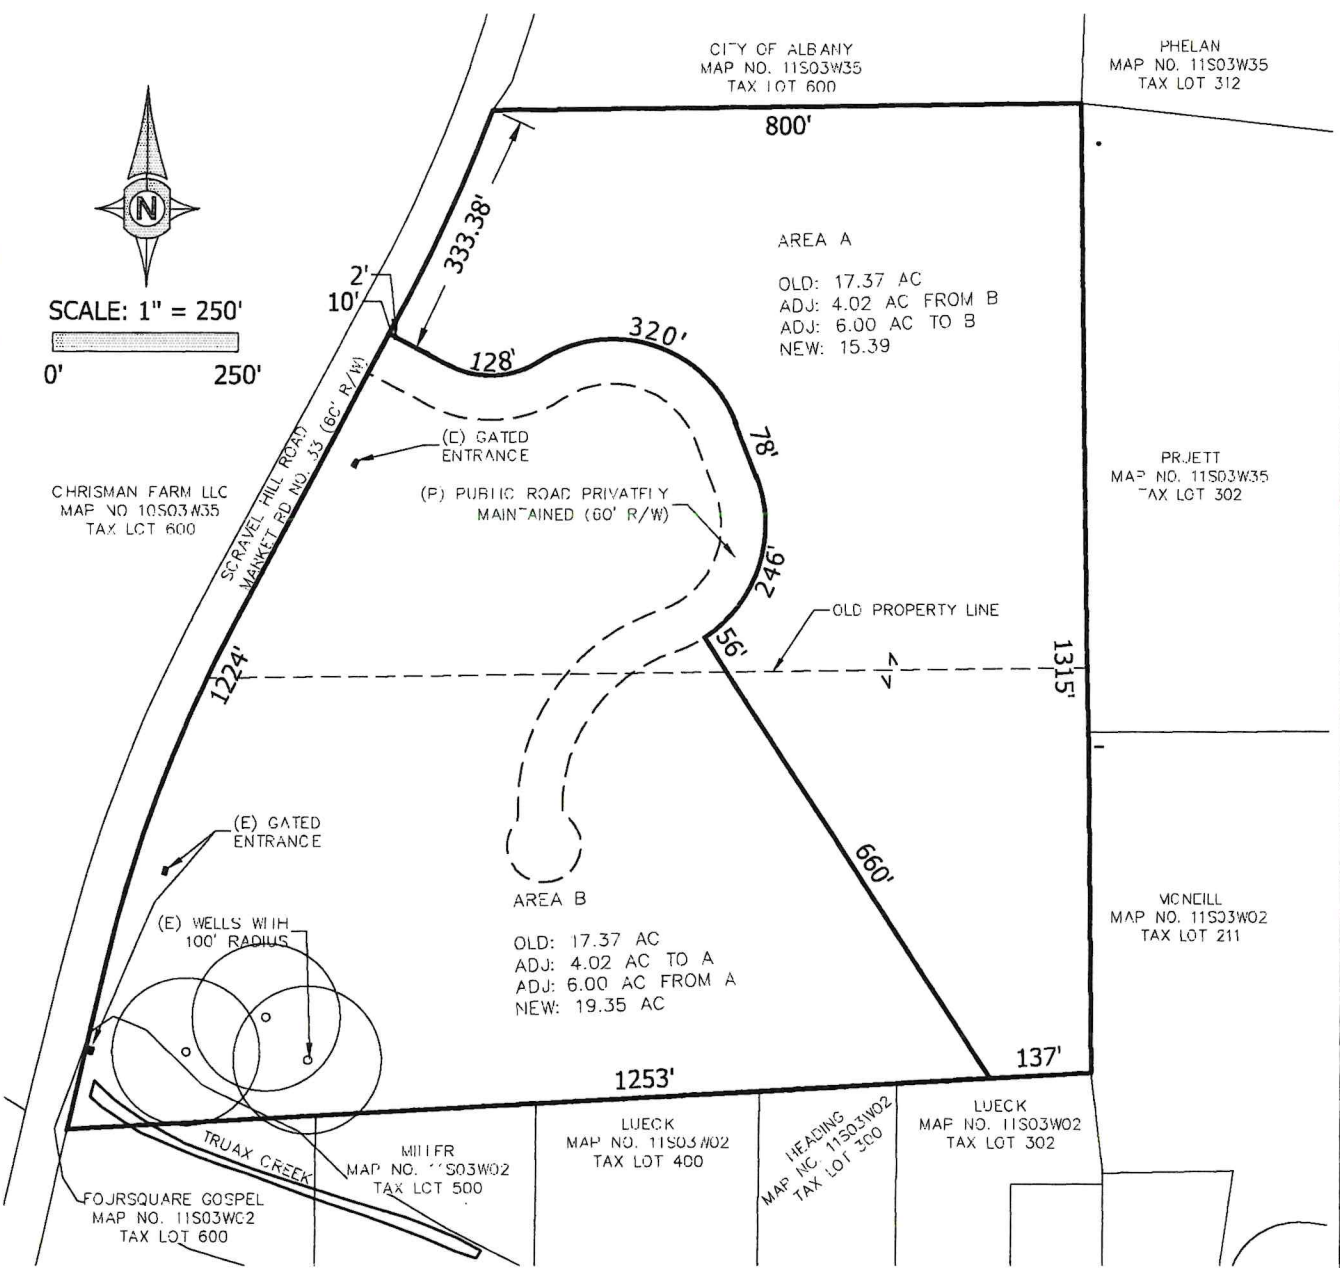 CITY OF ALBANY
MAP NO. 11S03W35
TAX LOT 600
PHELAN
MAP NO. 11S03W35
TAX LOT 312
800'
N
333.38'
AREA A
OLD: 17.37 AC
ADJ: 4.02 AC FROM B
ADJ: 6.00 AC TO B
NEW: 15.39
2'
10'
SCALE: 1" = 250'
0' 250'
320'
128'
78'
(E) GATED
ENTRANCE
SCRAVEL HILL ROAD
MARKET RD NO. 33 (60' R/W)
CHRISMAN FARM LLC
MAP NO 10S03W35
TAX LOT 600
(P) PUBLIC ROAD PRIVATELY
MAINTAINED (60' R/W)
PRJETT
MAP NO. 11S03W35
TAX LOT 302
246'
OLD PROPERTY LINE
56'
1224'
1315'
(E) GATED
ENTRANCE
660'
AREA B
OLD: 17.37 AC
ADJ: 4.02 AC TO A
ADJ: 6.00 AC FROM A
NEW: 19.35 AC
(E) WELLS WITH
100' RADIUS
MCNEILL
MAP NO. 11S03W02
TAX LOT 211
1253'
137'
TRUAX CREEK
MILLER
MAP NO. 11S03W02
TAX LOT 500
LUECK
MAP NO. 11S03W02
TAX LOT 400
HEADING
MAP NO. 11S03W02
TAX LOT 300
LUECK
MAP NO. 11S03W02
TAX LOT 302
FOURSQUARE GOSPEL
MAP NO. 11S03W02
TAX LOT 600